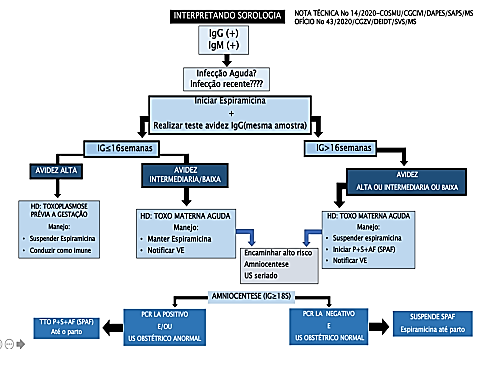 INTERPRETANDO SOROLOGIA
NOTA TÉCNICA No 14/2020-COSMU/CGCIVI/DAPES/SAPS/MS
OFÍCIO No 43/2020/CGZV/DEIDT/SVS/MS
IgG (+)
IgM (+)
Infecção Aguda?
Infecção recente????
Iniciar Espiramicina
+
Realizar teste avidez IgG(mesma amostra)
IG≤16semanas
IG>16semanas
AVIDEZ ALTA
AVIDEZ
INTERMEDIARIA/BAIXA
AVIDEZ
ALTA OU INTERMEDIARIA OU BAIXA
HD: TOXOPLASMOSE
PRÉVIA A GESTAÇÃO
Manejo:
• Suspender Espiramicina
• Conduzir como imune
HD: TOXO MATERNA AGUDA
Manejo:
• Manter Espiramicina
• Notificar VE
HD: TOXO MATERNA AGUDA
Manejo:
• Suspender espiramicina
• Iniciar P+S+AF (SPAF)
• Notificar VE
Encaminhar alto risco
Amniocentese
US seriado
AMNIOCENTESE (IG≥18S)
TTO P+S+AF (SPAF)
Até o parto
PCR LA POSITIVO
E/OU
US OBSTÉTRICO ANORMAL
PCR LA NEGATIVO
E
US OBSTÉTRICO NORMAL
SUSPENDE SPAF
Espiramicina até parto